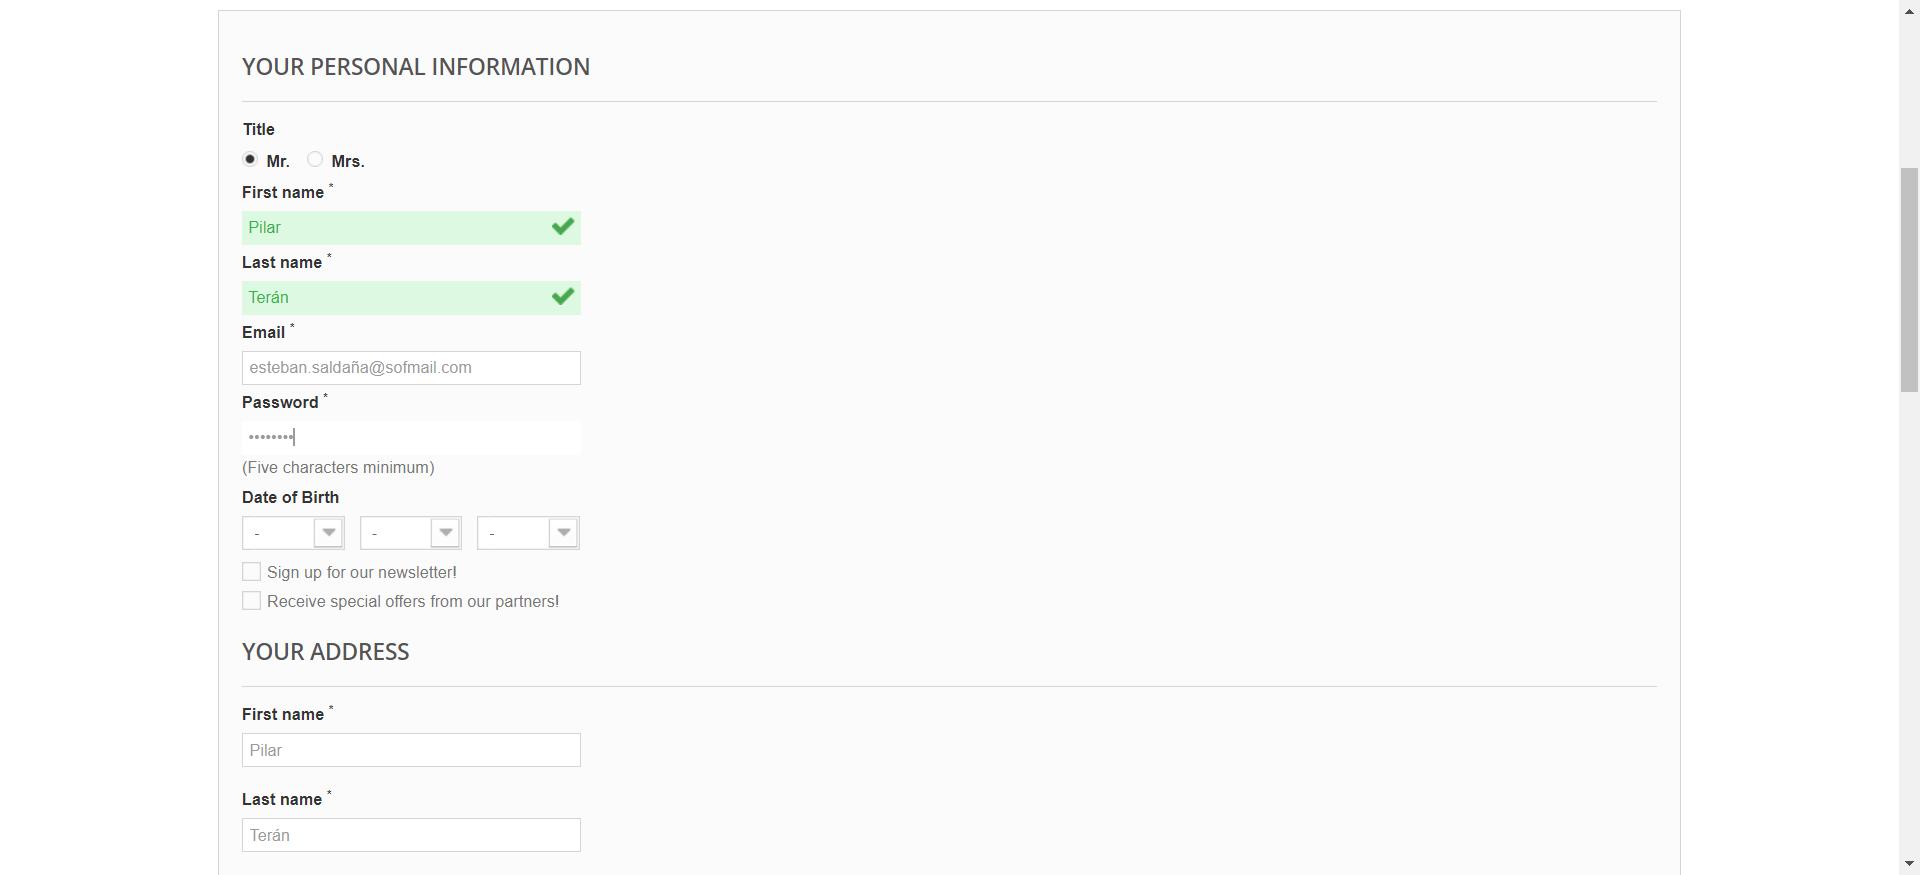 YOUR PERSONAL INFORMATION
Title
Mr. Mrs.
First name *
Pilar
Last name *
Terán
Email *
esteban.saldaña@sofmail.com
Password *
••••••••
(Five characters minimum)
Date of Birth
- - -
Sign up for our newsletter!
Receive special offers from our partners!
YOUR ADDRESS
First name *
Pilar
Last name *
Terán